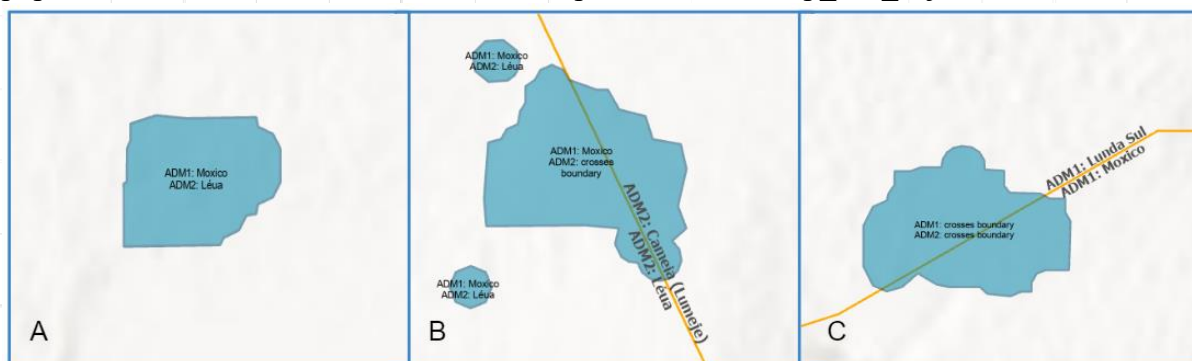 ADM1: Moxico
ADM2: Léua
A
ADM1: Moxico
ADM2: Léua
ADM1: Moxico
ADM2: crosses
boundary
ADM2: Cameia (Lumeje)
ADM2: Léua
ADM1: Moxico
ADM2: Léua
B
ADM1: Lunda Sul
ADM1: Moxico
ADM1: crosses boundary
ADM2: crosses boundary
C